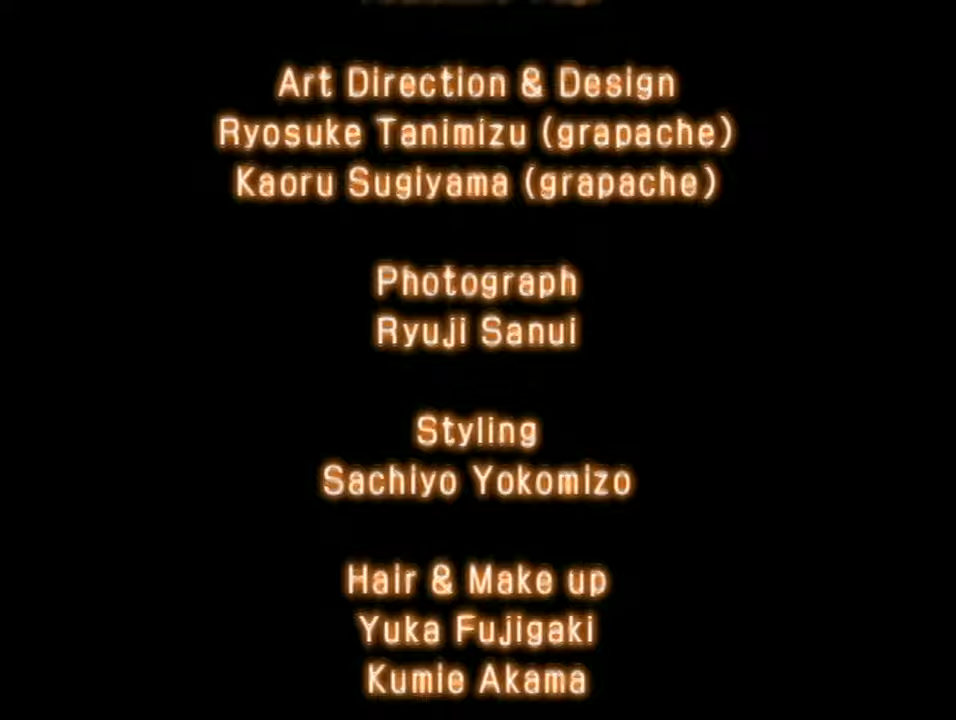 Art Direction & Design
Ryosuke Tanimizu (grapache)
Kaoru Sugiyama (grapache)
Photograph
Ryuji Sanui
Styling
Sachiyo Yokomizo
Hair & Make up
Yuka Fujigaki
Kumie Akama